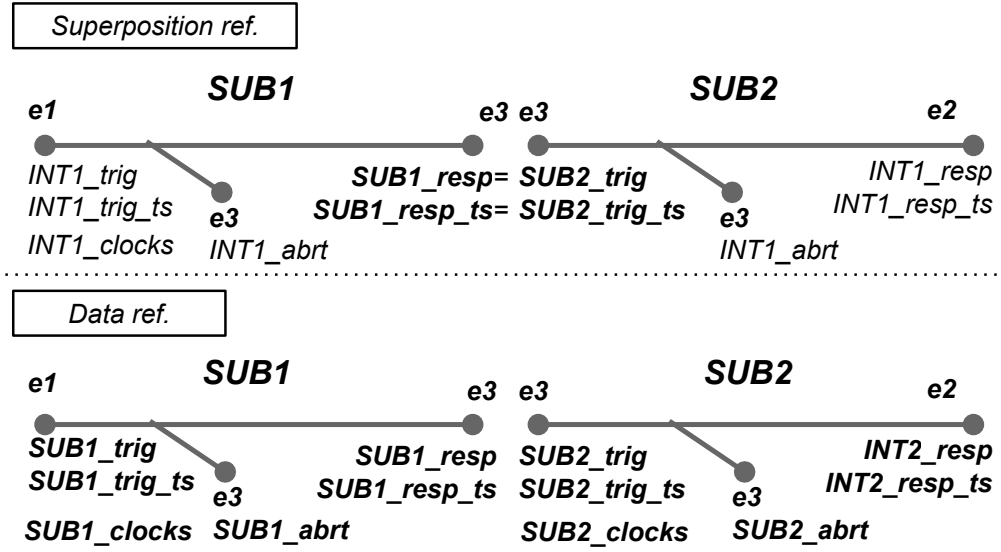 Superposition ref.
SUB1 SUB2
e1 e3 e3 e2
INT1_trig SUB1_resp= SUB2_trig INT1_resp
INT1_trig_ts e3 SUB1_resp_ts= SUB2_trig_ts e3 INT1_resp_ts
INT1_clocks INT1_abrt INT1_abrt
Data ref.
SUB1 SUB2
e1 e3 e3 e2
SUB1_trig SUB1_resp SUB2_trig INT2_resp
SUB1_trig_ts e3 SUB1_resp_ts SUB2_trig_ts e3 INT2_resp_ts
SUB1_clocks SUB1_abrt SUB2_clocks SUB2_abrt